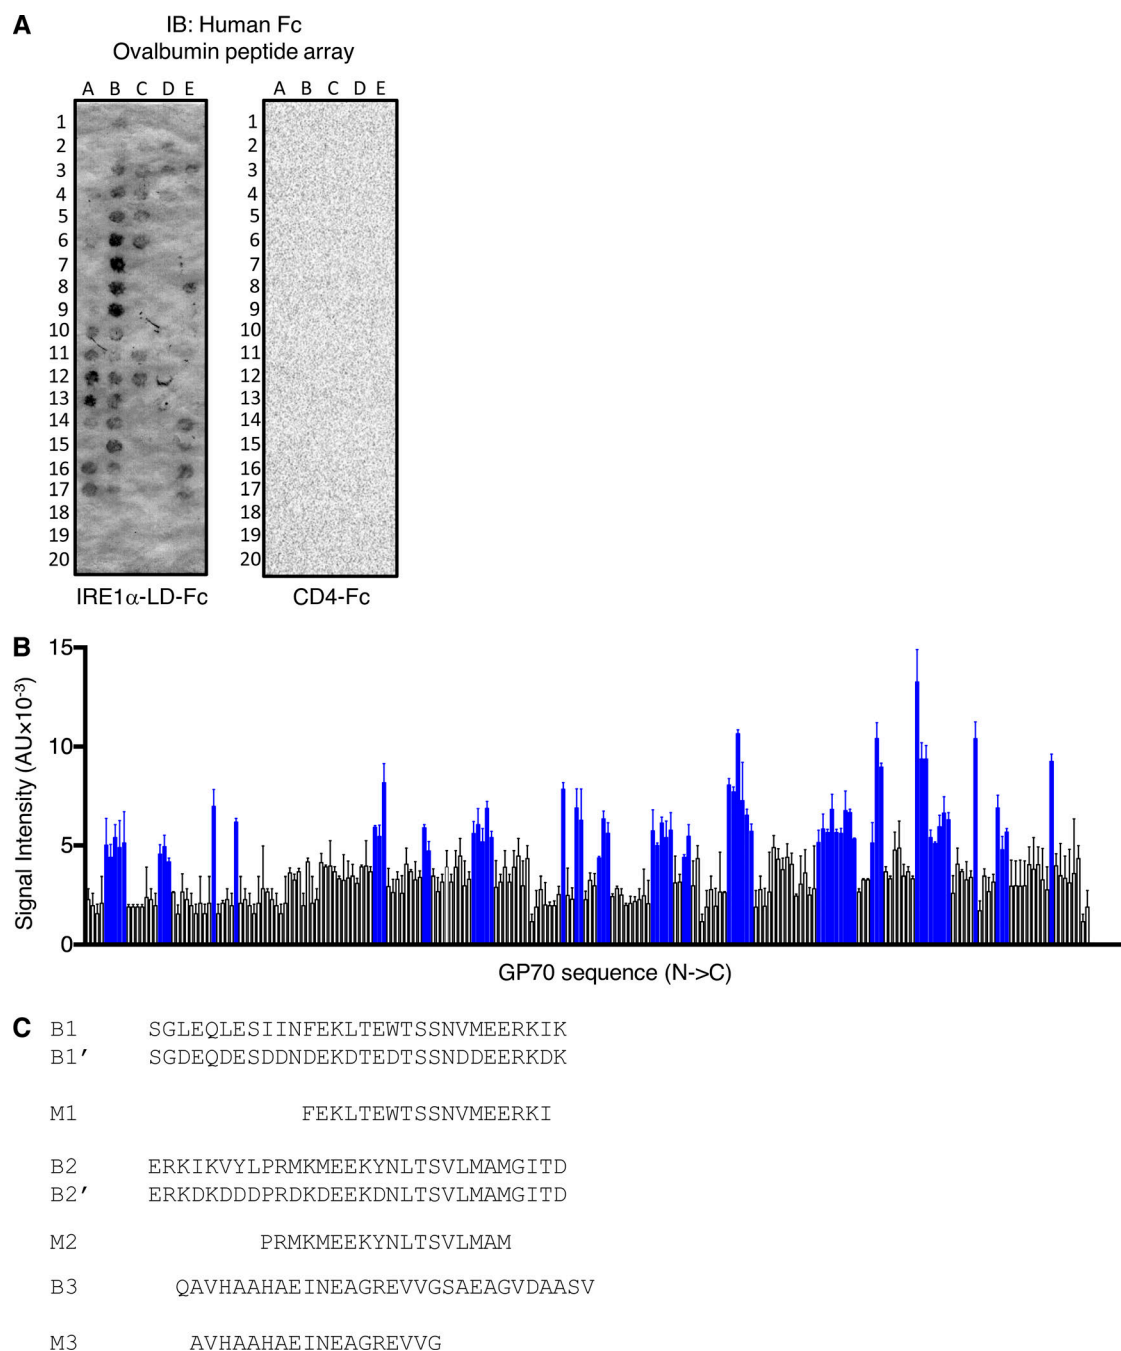 A
IB: Human Fc
Ovalbumin peptide array
A B C D E
A B C D E
1
2
3
4
5
6
7
8
9
10
11
12
13
14
15
16
17
18
19
20
1
2
3
4
5
6
7
8
9
10
11
12
13
14
15
16
17
18
19
20
IRE1α-LD-Fc
CD4-Fc
B
Signal Intensity (AU×10⁻³)
15
10
5
0
GP70 sequence (N->C)
C
B1 SGLEQLESIINFEKLTEWTSSNVMEERKIK
B1’ SGDEQDESDDNDEKDTEDTSSNDDEERKDK
M1 FEKLTEWTSSNVMEERKI
B2 ERKIKVYLPRMKMEEKYNLTSVLMAMGITD
B2’ ERKDKDDDPRDKDEEKDNLTSVLMAMGITD
M2 PRMKMEEKYNLTSVLMAM
B3 QAVHAAHAEINEAGREVVGSAEAGVDAASV
M3 AVHAAHAEINEAGREVVG